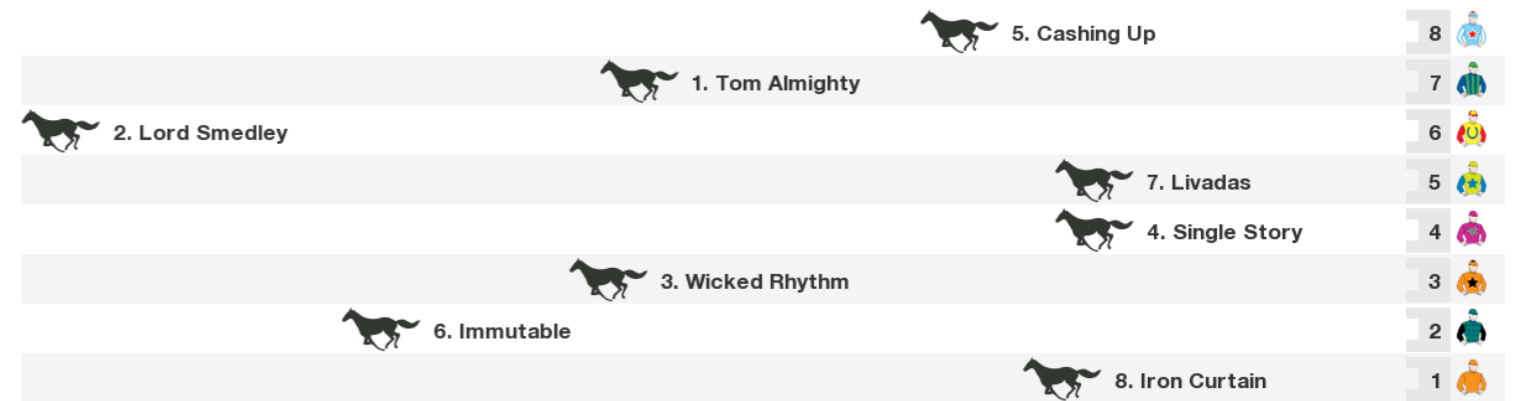 5. Cashing Up 8
1. Tom Almighty 7
2. Lord Smedley 6
7. Livadas 5
4. Single Story 4
3. Wicked Rhythm 3
6. Immutable 2
8. Iron Curtain 1